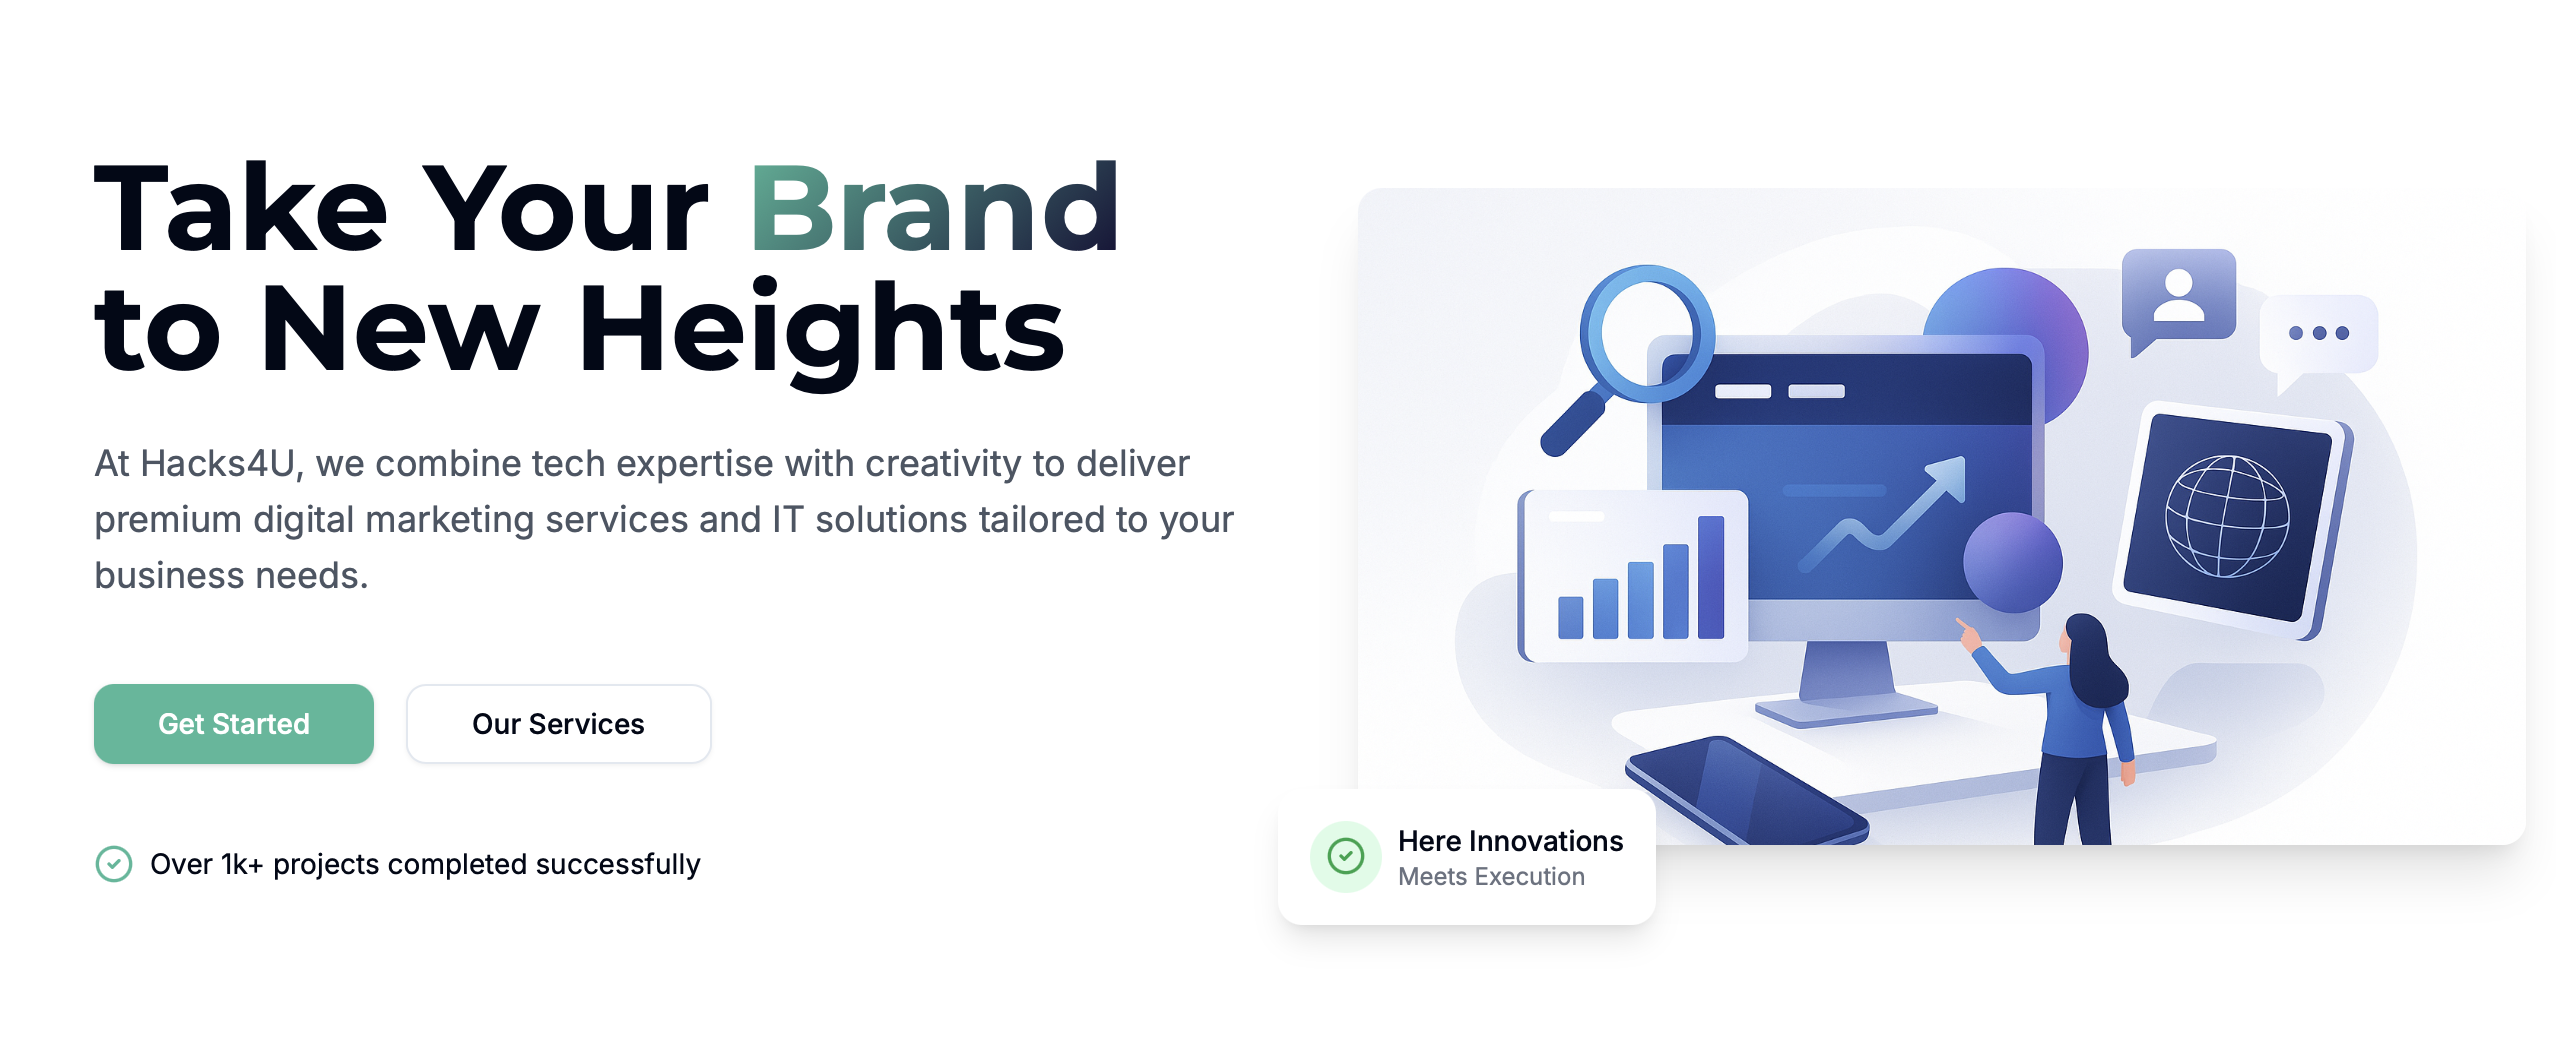 Take Your Brand
to New Heights
At Hacks4U, we combine tech expertise with creativity to deliver
premium digital marketing services and IT solutions tailored to your
business needs.
Get Started
Our Services
Over 1k+ projects completed successfully
Here Innovations
Meets Execution